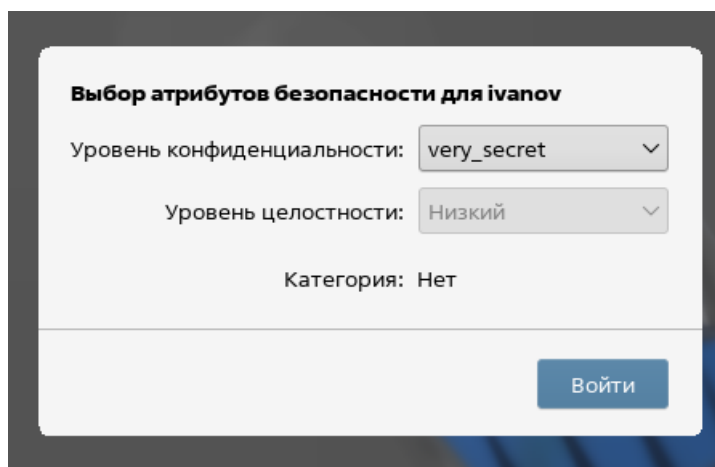 Выбор атрибутов безопасности для ivanov
Уровень конфиденциальности: very_secret
Уровень целостности: Низкий
Категория: Нет
Войти